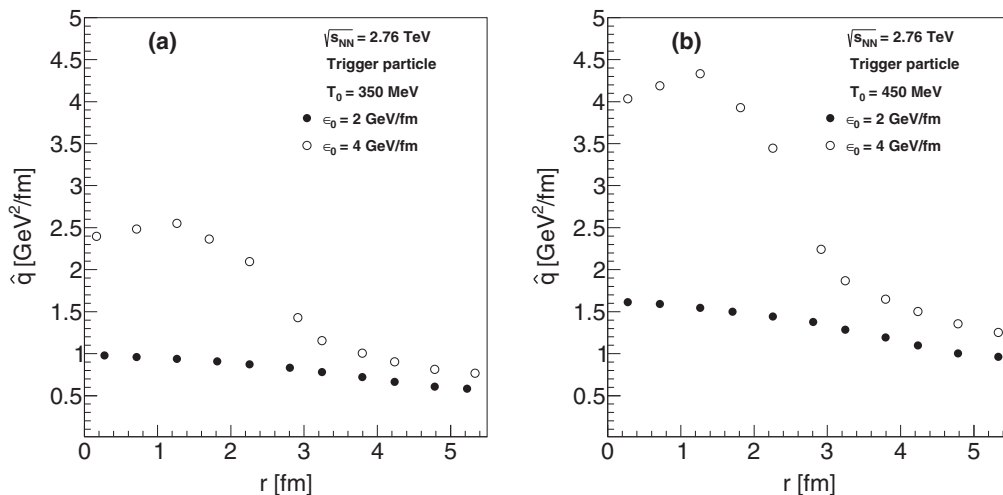 (a)
√s_NN = 2.76 TeV
Trigger particle
T₀ = 350 MeV
● ϵ₀ = 2 GeV/fm
○ ϵ₀ = 4 GeV/fm
q̂ [GeV²/fm]
5
4.5
4
3.5
3
2.5
2
1.5
1
0.5
0 1 2 3 4 5
r [fm]
(b)
√s_NN = 2.76 TeV
Trigger particle
T₀ = 450 MeV
● ϵ₀ = 2 GeV/fm
○ ϵ₀ = 4 GeV/fm
q̂ [GeV²/fm]
5
4.5
4
3.5
3
2.5
2
1.5
1
0.5
0 1 2 3 4 5
r [fm]